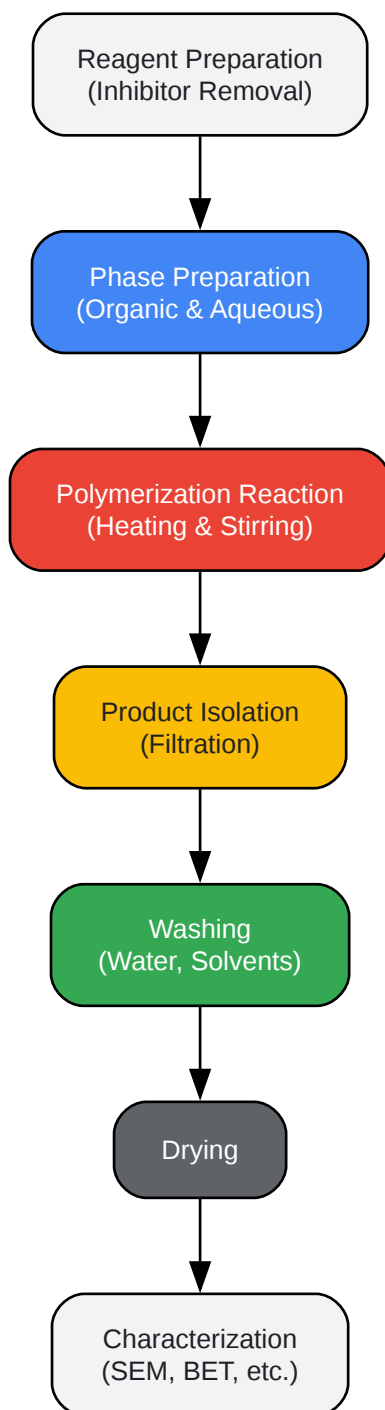 Reagent Preparation
(Inhibitor Removal)
Phase Preparation
(Organic & Aqueous)
Polymerization Reaction
(Heating & Stirring)
Product Isolation
(Filtration)
Washing
(Water, Solvents)
Drying
Characterization
(SEM, BET, etc.)